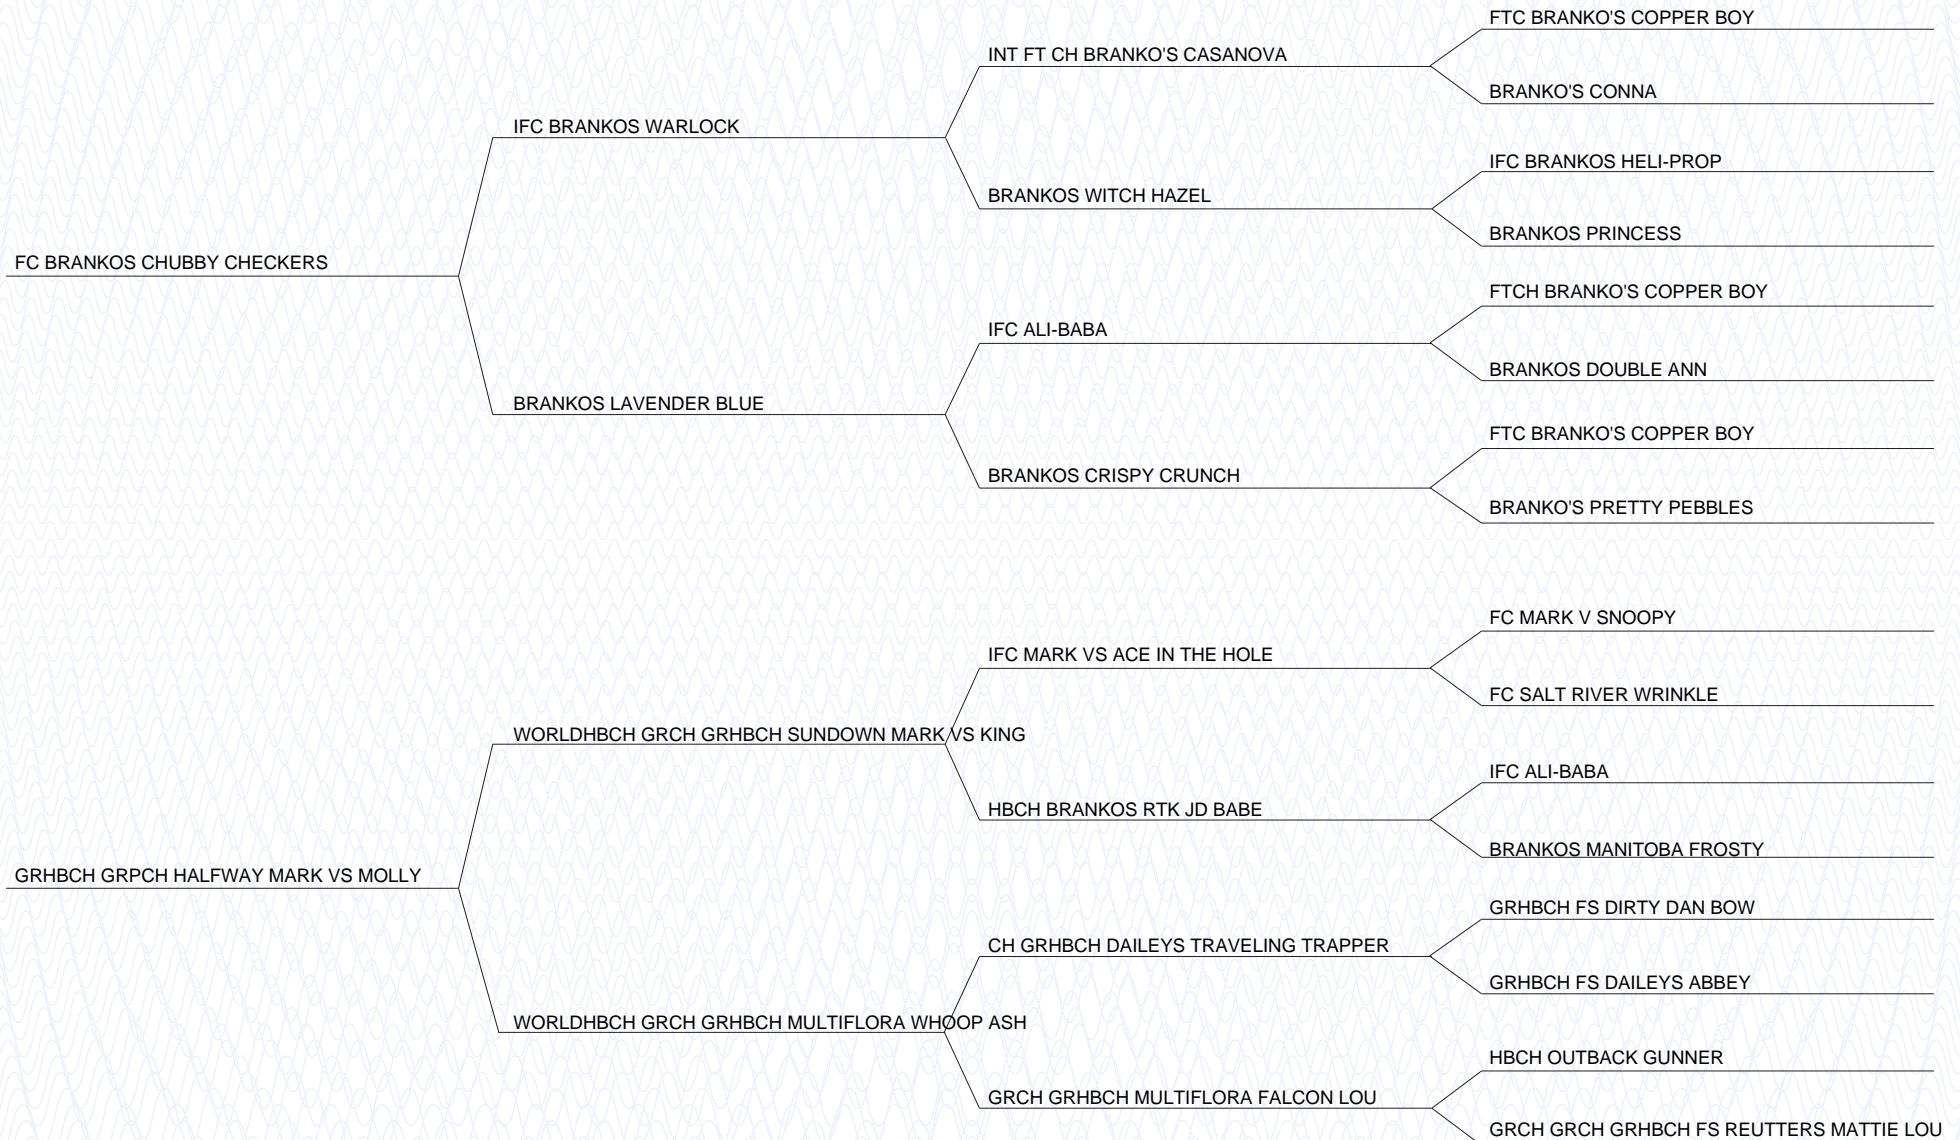 FTC BRANKO'S COPPER BOY
INT FT CH BRANKO'S CASANOVA
BRANKO'S CONNA
IFC BRANKOS WARLOCK
IFC BRANKOS HELI-PROP
BRANKOS WITCH HAZEL
BRANKOS PRINCESS
FC BRANKOS CHUBBY CHECKERS
FTCH BRANKO'S COPPER BOY
IFC ALI-BABA
BRANKOS DOUBLE ANN
BRANKOS LAVENDER BLUE
FTC BRANKO'S COPPER BOY
BRANKOS CRISPY CRUNCH
BRANKO'S PRETTY PEBBLES
FC MARK V SNOOPY
IFC MARK VS ACE IN THE HOLE
FC SALT RIVER WRINKLE
WORLDHBCH GRCH GRHBCH SUNDOWN MARK VS KING
IFC ALI-BABA
HBCH BRANKOS RTK JD BABE
BRANKOS MANITOBA FROSTY
GRHBCH GRPCH HALFWAY MARK VS MOLLY
GRHBCH FS DIRTY DAN BOW
CH GRHBCH DAILEYS TRAVELING TRAPPER
GRHBCH FS DAILEYS ABBEY
WORLDHBCH GRCH GRHBCH MULTIFLORA WHOOP ASH
HBCH OUTBACK GUNNER
GRCH GRHBCH MULTIFLORA FALCON LOU
GRCH GRCH GRHBCH FS REUTTERS MATTIE LOU